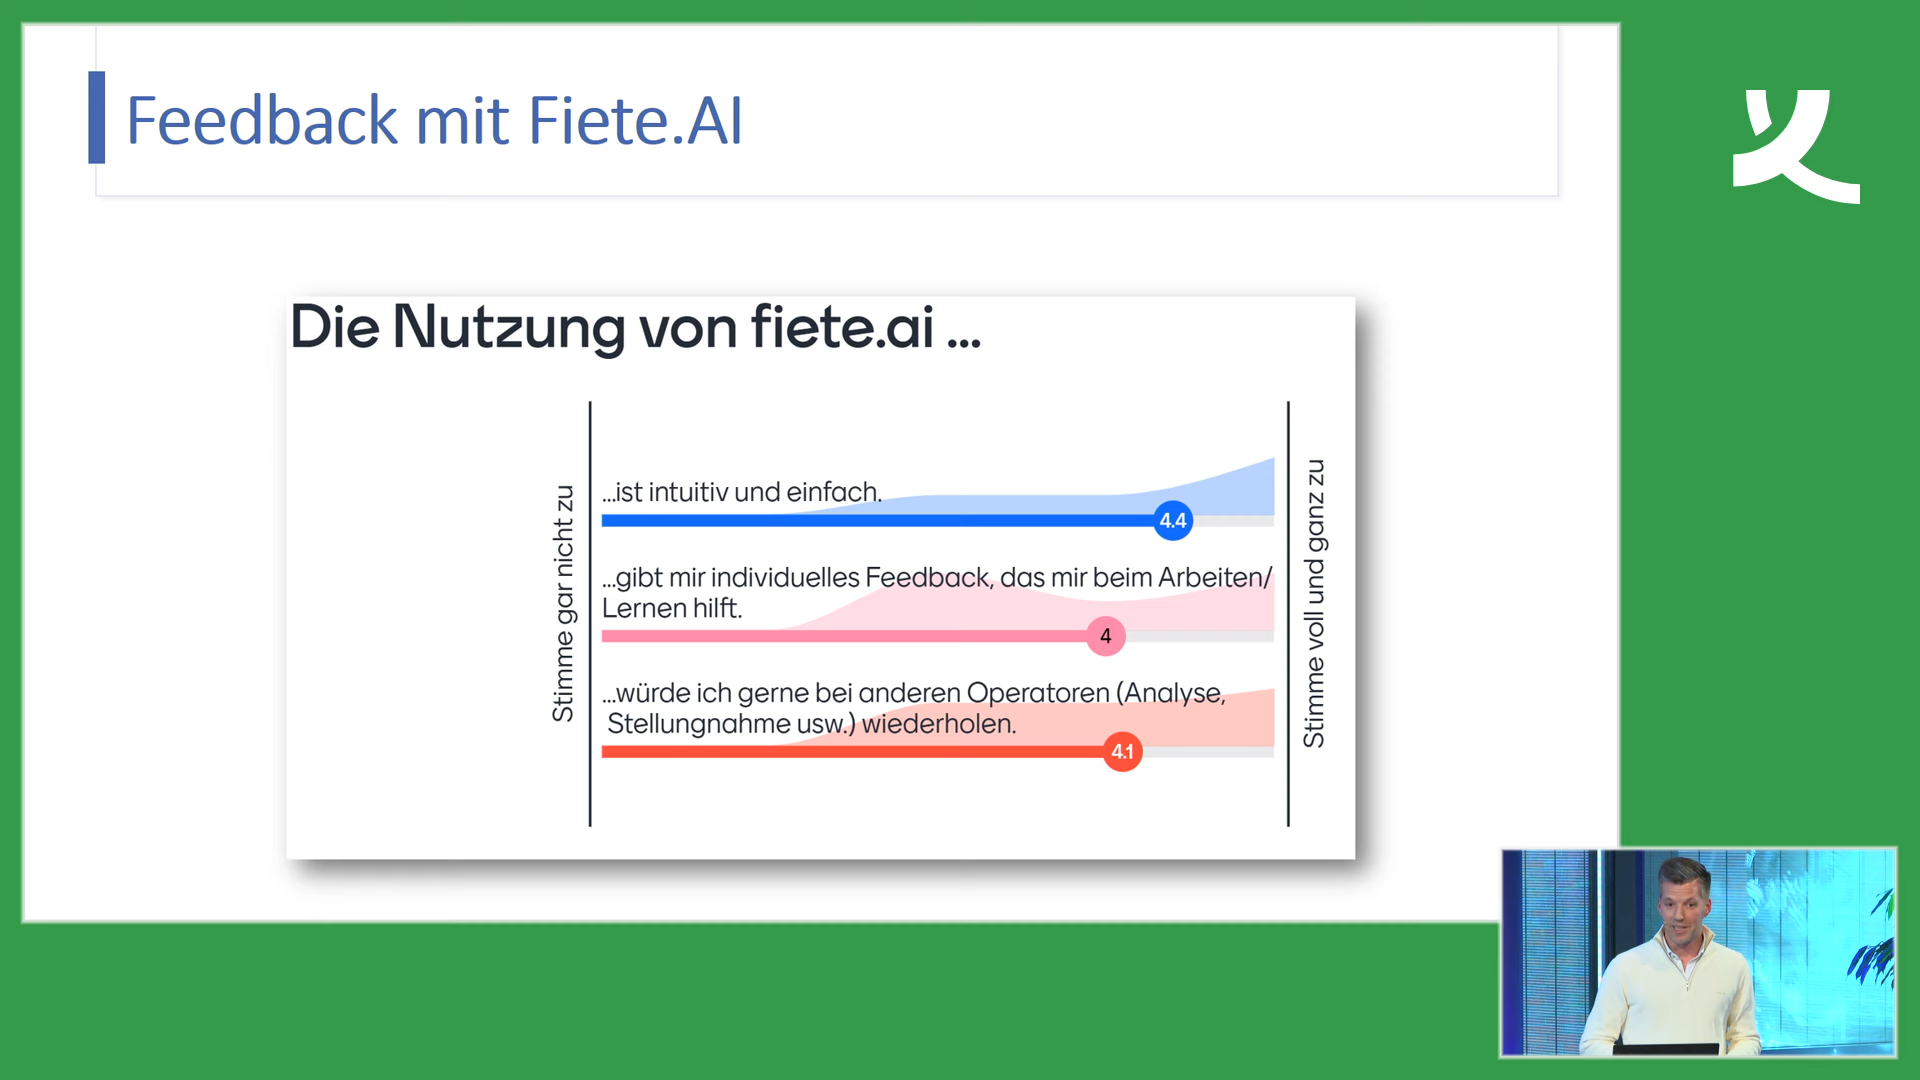 Feedback mit Fiete.AI
Die Nutzung von fiete.ai ...
Stimme gar nicht zu
...ist intuitiv und einfach.
4.4
...gibt mir individuelles Feedback, das mir beim Arbeiten/
Lernen hilft.
4
...würde ich gerne bei anderen Operatoren (Analyse,
Stellungnahme usw.) wiederholen.
4.1
Stimme voll und ganz zu